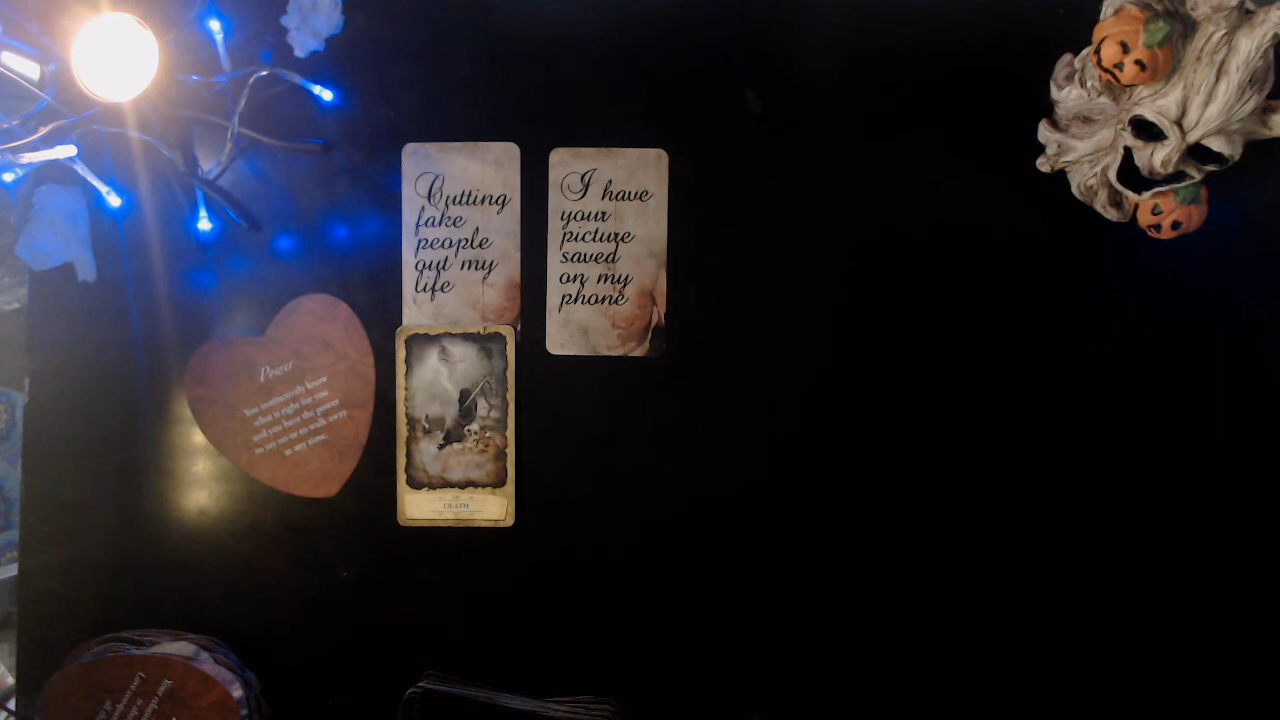 Cutting
fake
people
out my
life
I have
your
picture
saved
on my
phone
Power
You instinctively know
what is right for you
and you have the power
to say no or to walk away
at any time.
DEATH